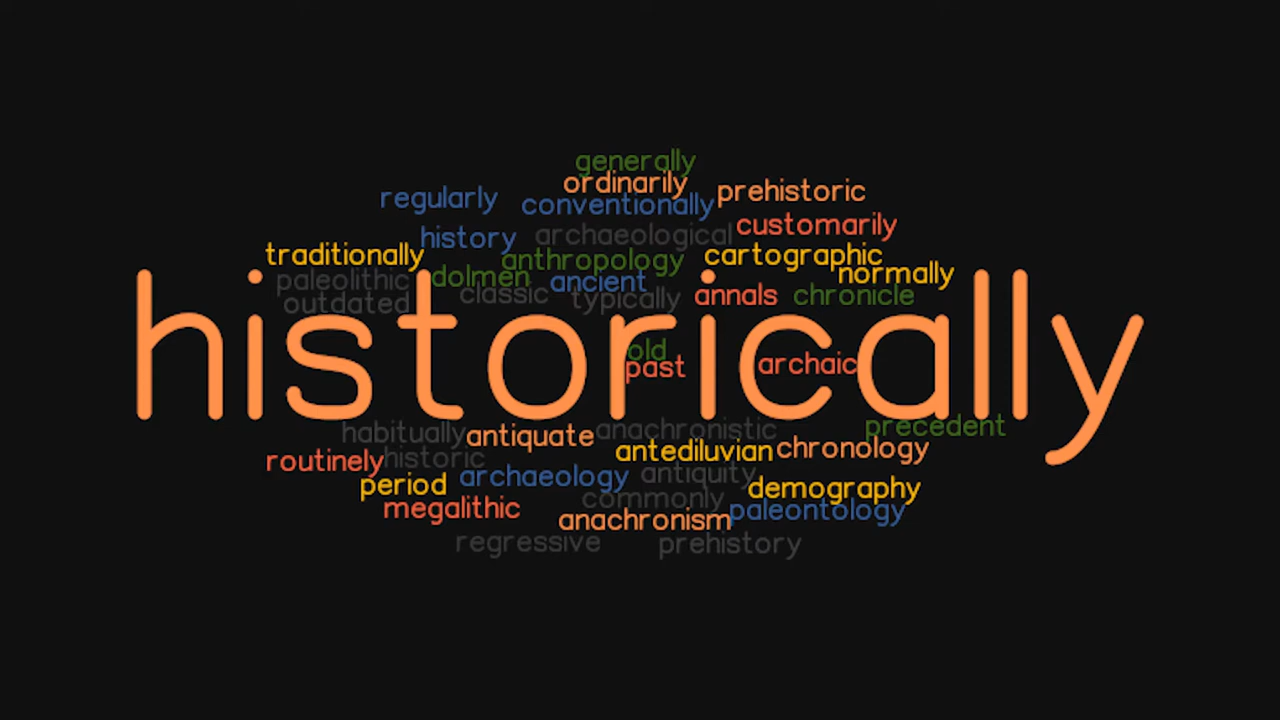 generally
ordinarily
regularly
prehistoric
conventionally
customarily
history
archaeological
traditionally
anthropology
cartographic
paleolithic
dolmen
ancient
normally
outdated
classic
typically
annals
chronicle
historically
old
past
archaic
habitually
antiquate
anachronistic
precedent
routinely
historic
antediluvian
chronology
period
archaeology
antiquity
demography
megalithic
commonly
anachronism
paleontology
regressive
prehistory